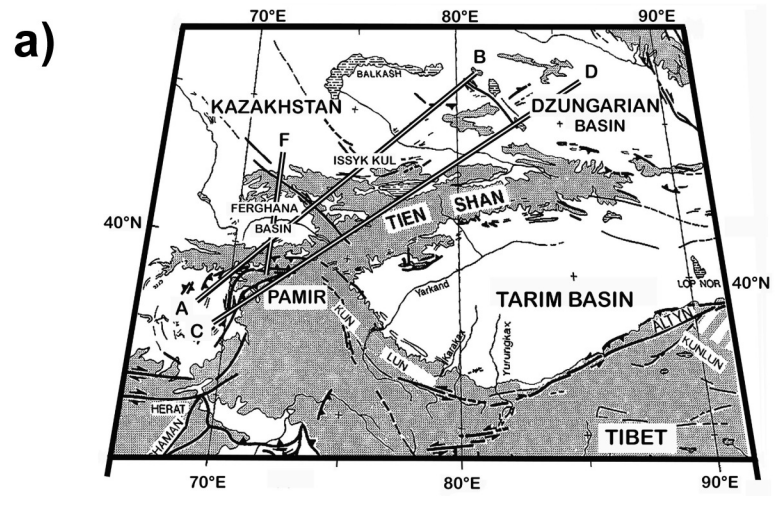 a)
70°E
80°E
90°E
B
BALKASH
D
KAZAKHSTAN
DZUNGARIAN
BASIN
F
ISSYK KUL
FERGHANA
BASIN
TIEN SHAN
40°N
40°N
A
C
PAMIR
Yarkand
TARIM BASIN
LOP NOR
KUN
LUN
Karakax
Yurungkax
ALTYN
KUNLUN
HERAT
CHAMAN
TIBET
70°E
80°E
90°E